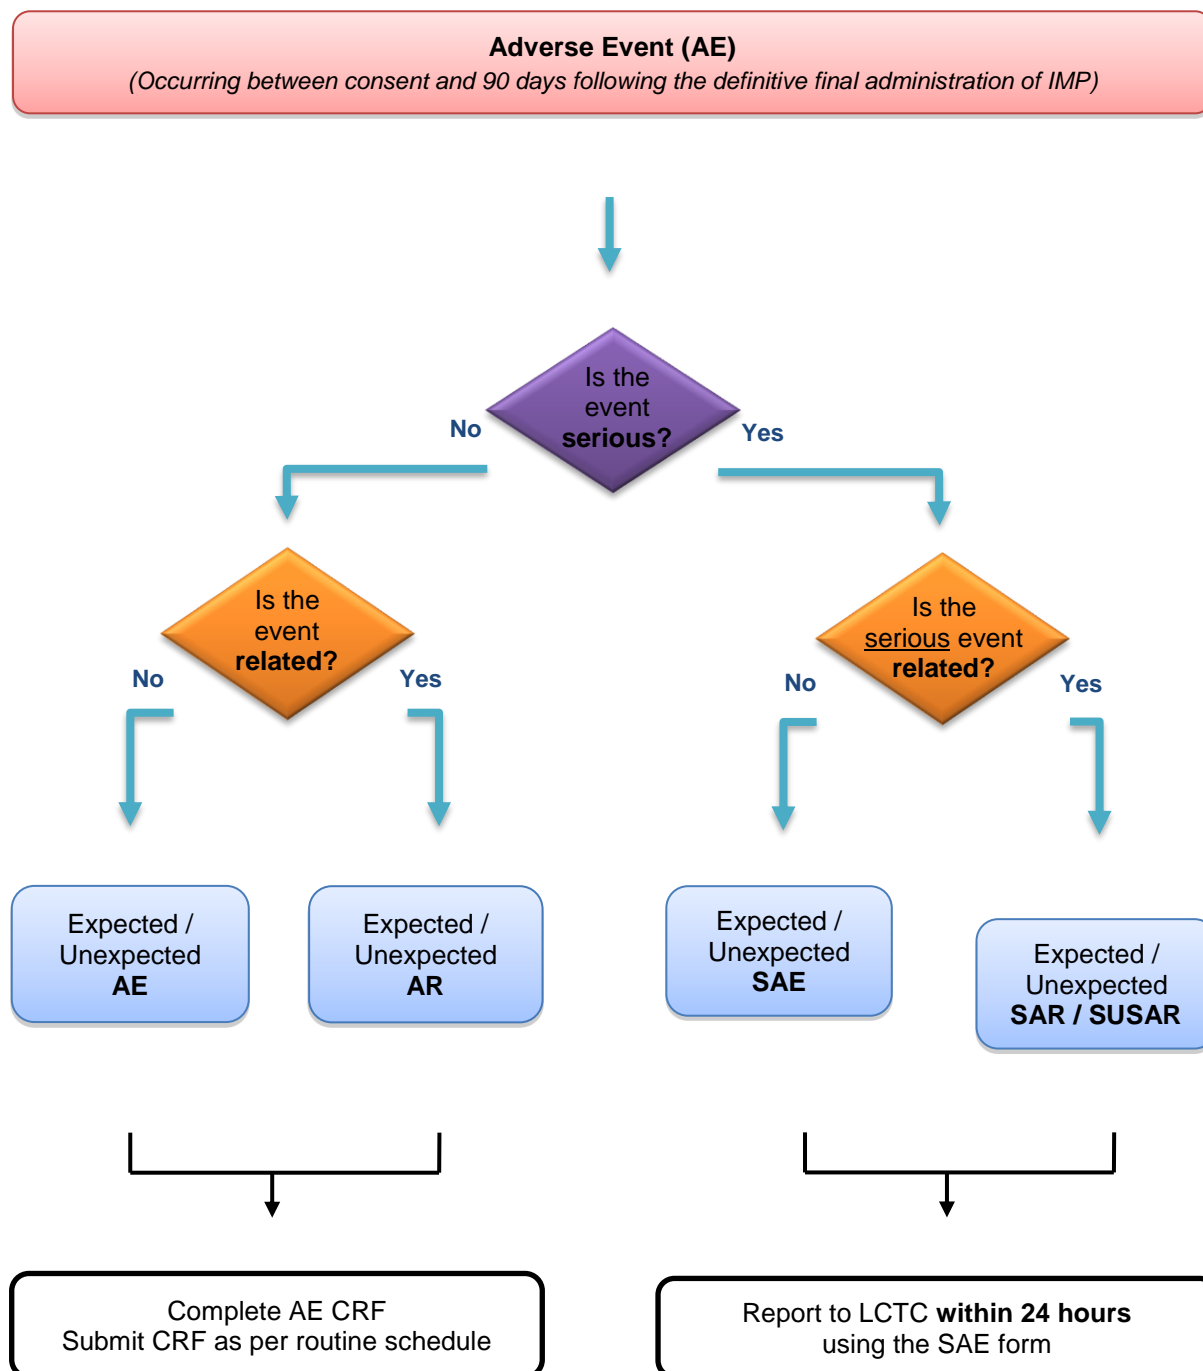 Adverse Event (AE)
(Occurring between consent and 90 days following the definitive final administration of IMP)
Is the
event
serious?
No
Yes
Is the
event
related?
No
Yes
Is the
serious event
related?
No
Yes
Expected /
Unexpected
AE
Expected /
Unexpected
AR
Expected /
Unexpected
SAE
Expected /
Unexpected
SAR / SUSAR
Complete AE CRF
Submit CRF as per routine schedule
Report to LCTC within 24 hours
using the SAE form